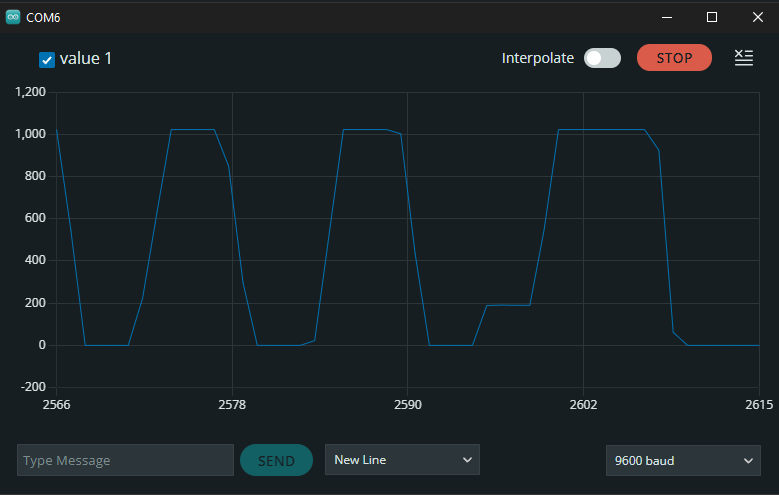 COM6
value 1
Interpolate
STOP
1,200
1,000
800
600
400
200
0
-200
2566
2578
2590
2602
2615
Type Message
SEND
New Line
9600 baud